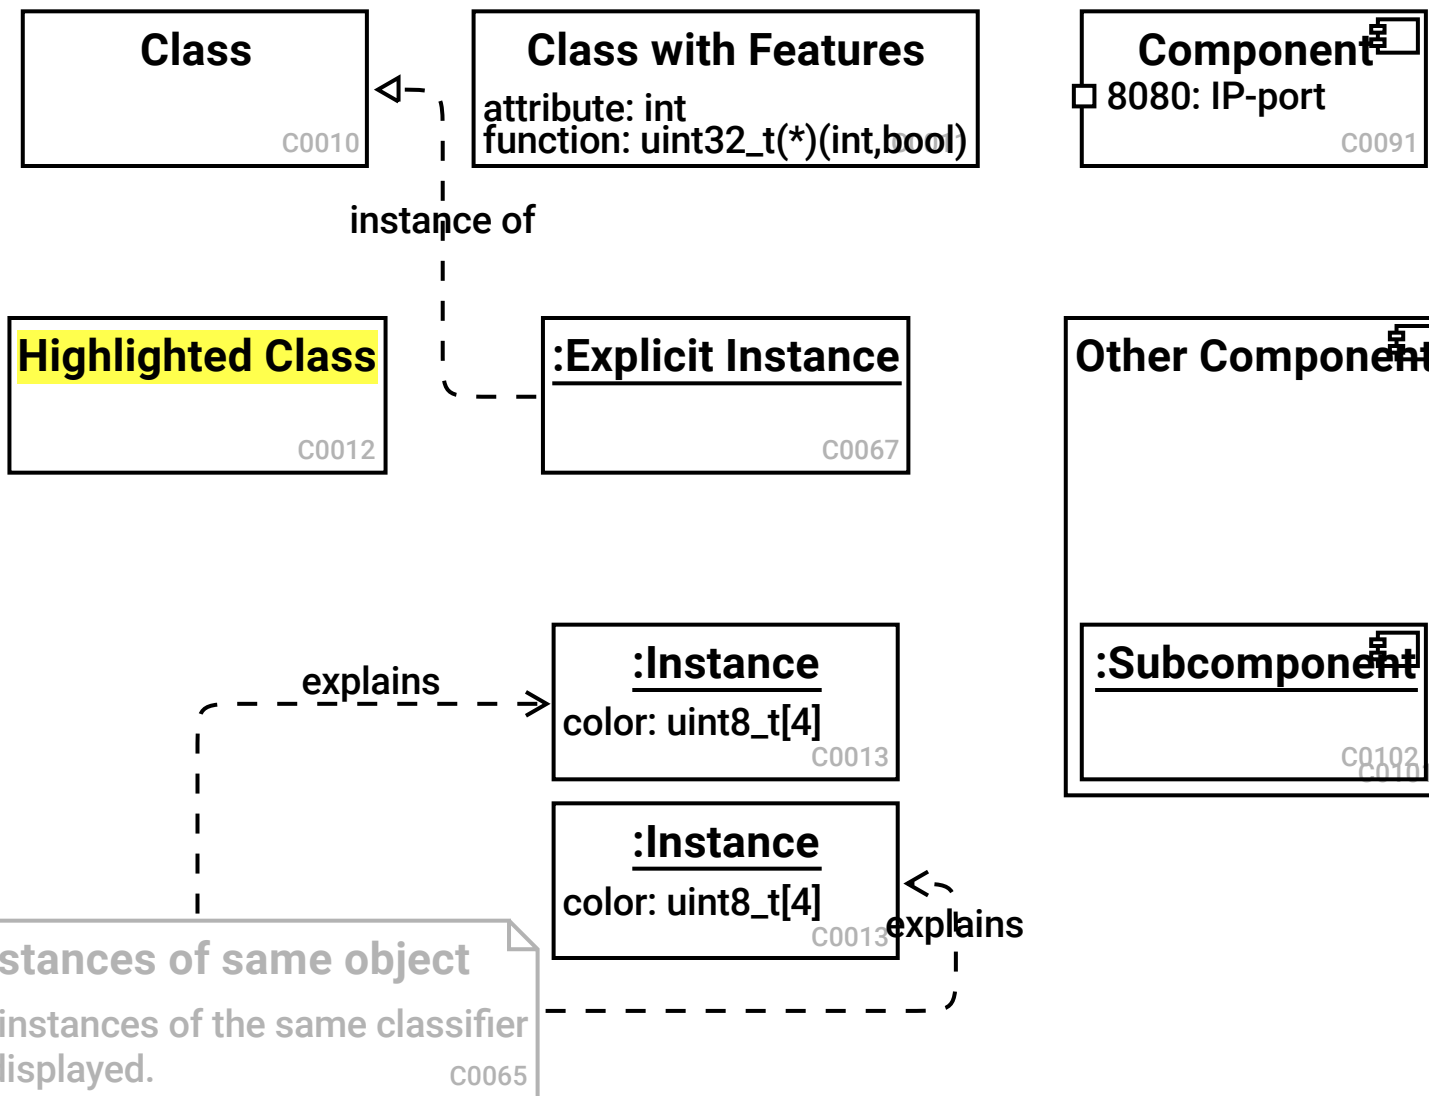 Class
C0010
Class with Features
attribute: int
function: uint32_t(*)(int,bool)
Component
8080: IP-port
C0091
instance of
Highlighted Class
C0012
:Explicit Instance
C0067
Other Component
explains
:Instance
color: uint8_t[4]
C0013
:Subcomponent
C0102
:Instance
color: uint8_t[4]
C0013
explains
stances of same object
instances of the same classifier
displayed.
C0065